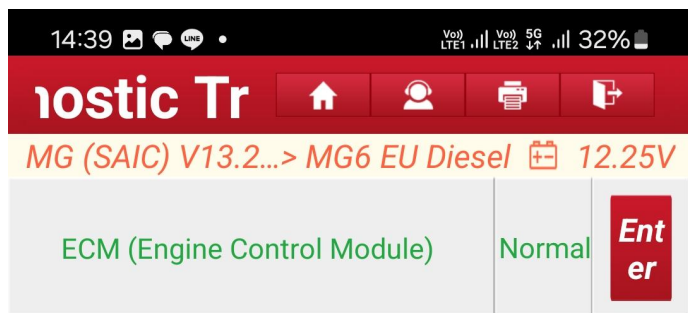 14:39 LINE Vo)) LTE1 Vo)) LTE2 5G 32%
nostic Tr
MG (SAIC) V13.2...> MG6 EU Diesel 12.25V
ECM (Engine Control Module) Normal Ent
er